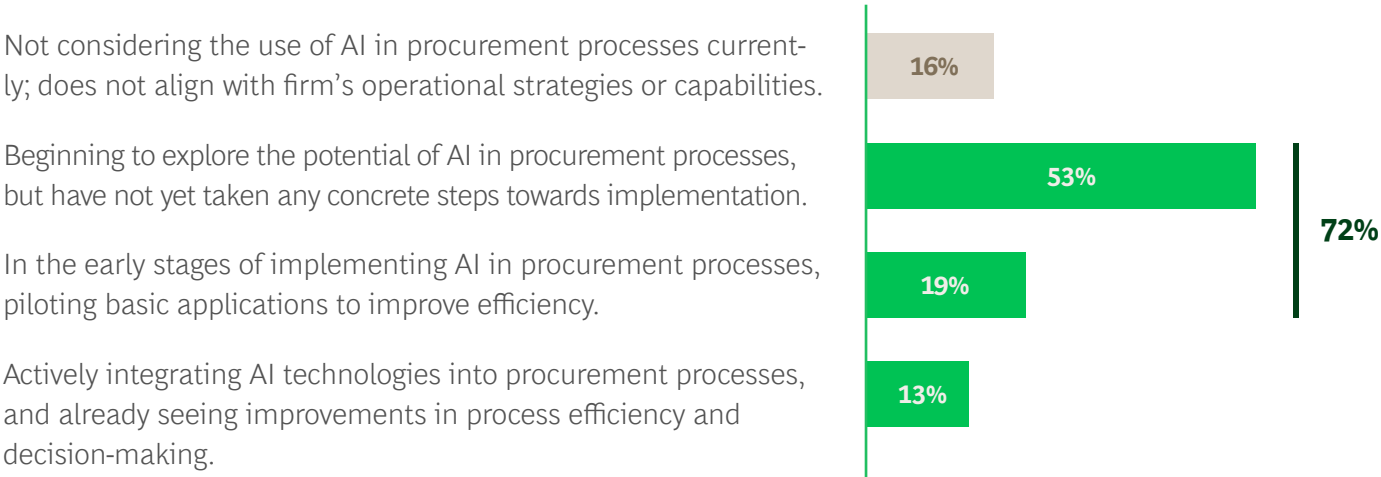 Not considering the use of AI in procurement processes current-
ly; does not align with firm’s operational strategies or capabilities.
16%
Beginning to explore the potential of AI in procurement processes,
but have not yet taken any concrete steps towards implementation.
53%
72%
In the early stages of implementing AI in procurement processes,
piloting basic applications to improve efficiency.
19%
Actively integrating AI technologies into procurement processes,
and already seeing improvements in process efficiency and
decision-making.
13%